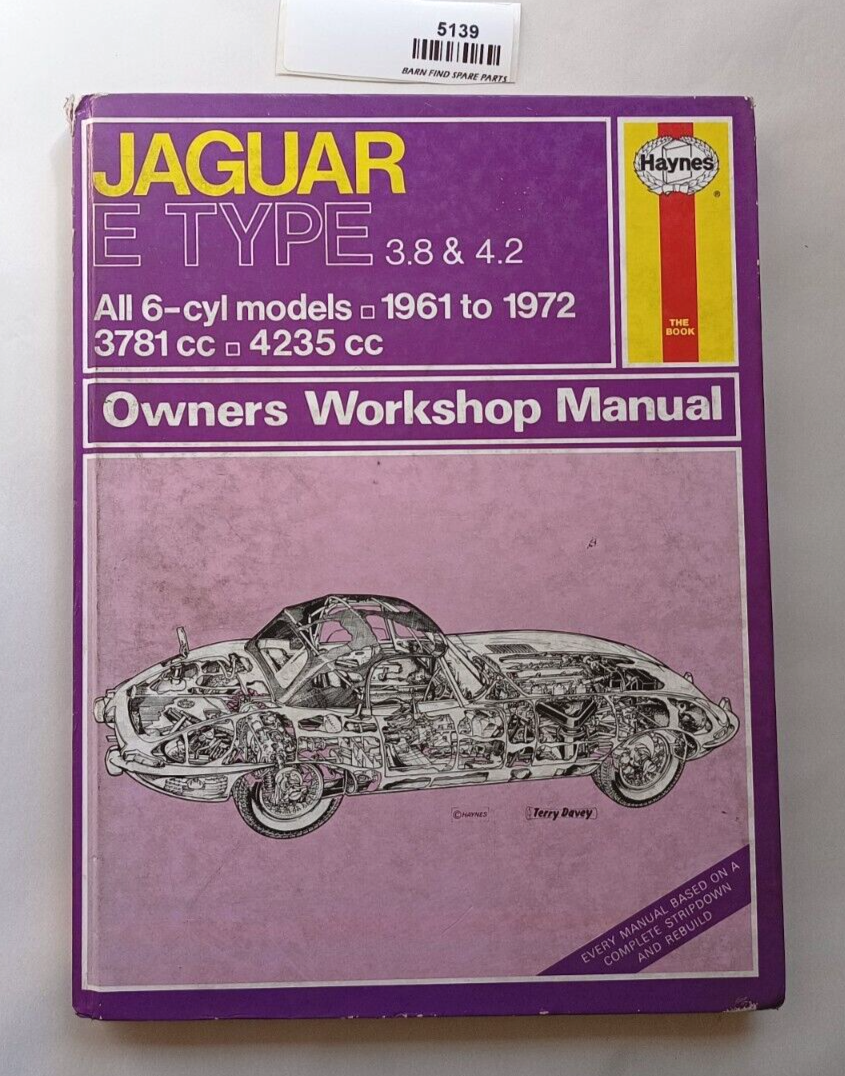 5139
BARN FIND SPARE PARTS
JAGUAR
E TYPE 3.8 & 4.2
All 6-cyl models □ 1961 to 1972
3781 cc □ 4235 cc
Haynes
®
THE
BOOK
Owners Workshop Manual
© HAYNES
Terry Davey
EVERY MANUAL BASED ON A
COMPLETE STRIPDOWN
AND REBUILD